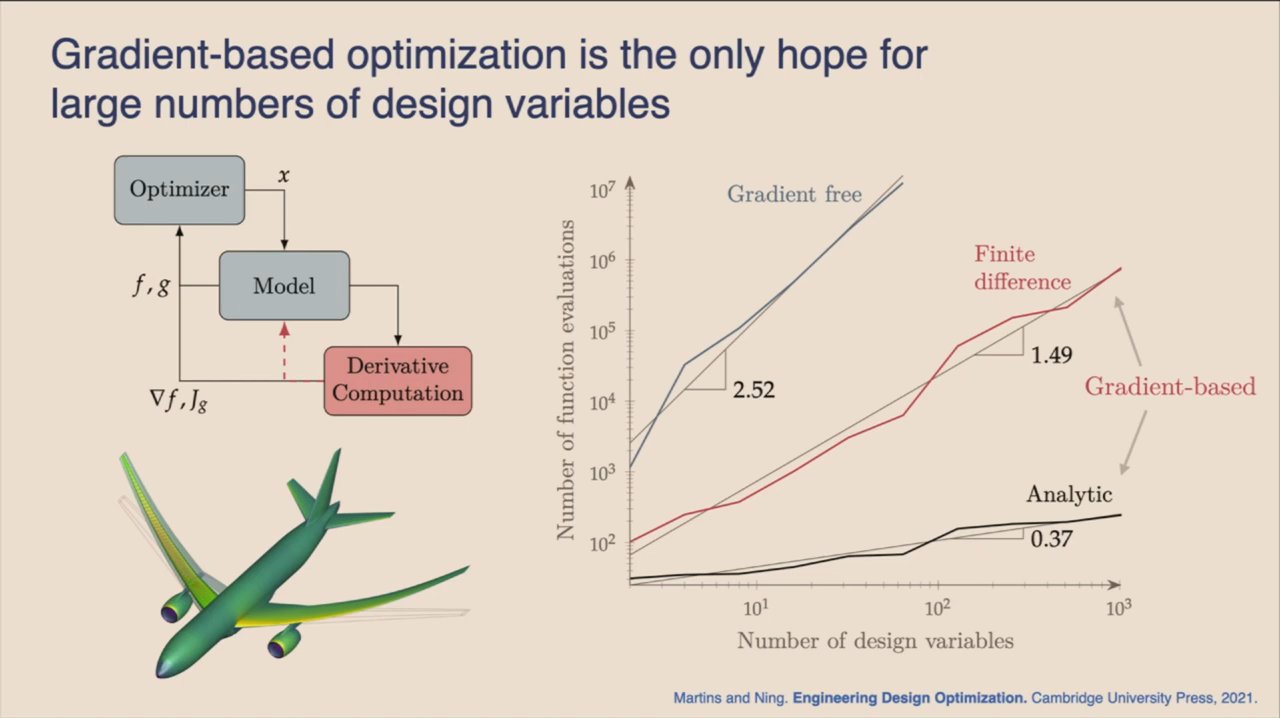 Gradient-based optimization is the only hope for
large numbers of design variables
Optimizer
x
f, g
Model
Derivative
Computation
∇f, J_g
Number of function evaluations
10^7
10^6
10^5
10^4
10^3
10^2
Gradient free
2.52
Finite
difference
1.49
Gradient-based
Analytic
0.37
10^1
10^2
10^3
Number of design variables
Martins and Ning. Engineering Design Optimization. Cambridge University Press, 2021.